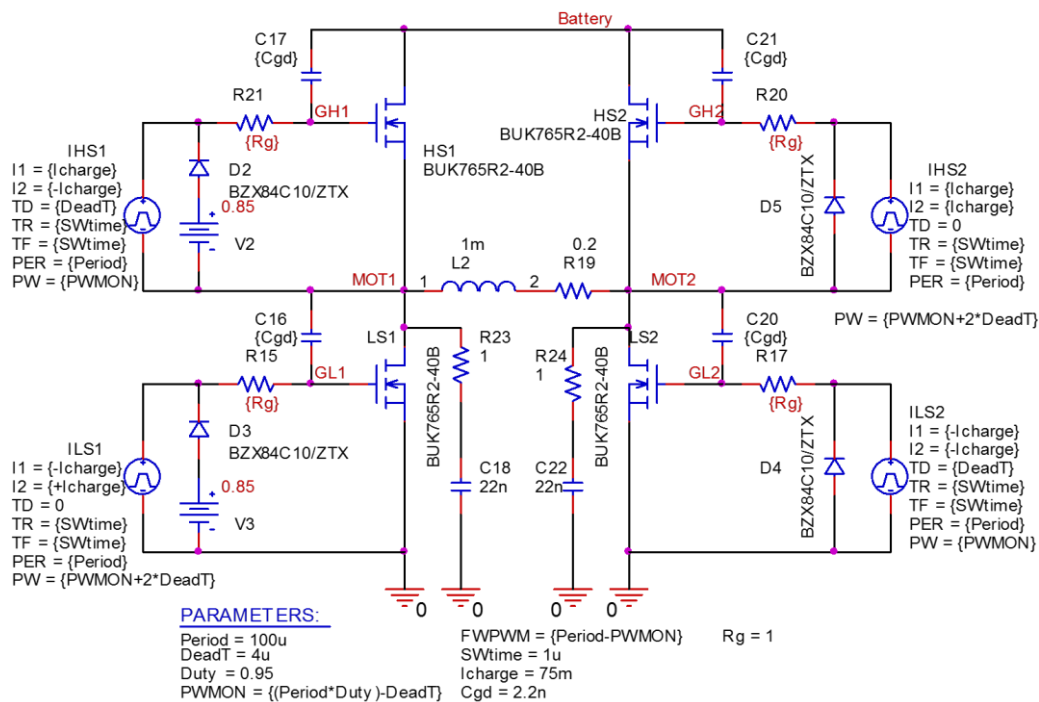 Battery
C17
{Cgd}
C21
{Cgd}
R21
{Rg}
GH1
HS1
BUK765R2-40B
HS2
BUK765R2-40B
GH2
R20
{Rg}
IHS1
I1 = {Icharge}
I2 = {-Icharge}
TD = {DeadT}
TR = {SWtime}
TF = {SWtime}
PER = {Period}
PW = {PWMON}
D2
BZX84C10/ZTX
+
0.85
-
V2
D5
BZX84C10/ZTX
IHS2
I1 = {Icharge}
I2 = {Icharge}
TD = 0
TR = {SWtime}
TF = {SWtime}
PER = {Period}
PW = {PWMON+2*DeadT}
MOT1
1
1m
L2
2
0.2
R19
MOT2
C16
{Cgd}
R15
{Rg}
GL1
LS1
BUK765R2-40B
R23
1
R24
1
BUK765R2-40B
LS2
GL2
C20
{Cgd}
R17
{Rg}
ILS1
I1 = {-Icharge}
I2 = {+Icharge}
TD = 0
TR = {SWtime}
TF = {SWtime}
PER = {Period}
PW = {PWMON+2*DeadT}
D3
BZX84C10/ZTX
+
0.85
-
V3
C18
22n
C22
22n
D4
BZX84C10/ZTX
ILS2
I1 = {-Icharge}
I2 = {-Icharge}
TD = {DeadT}
TR = {SWtime}
TF = {SWtime}
PER = {Period}
PW = {PWMON}
0
0
0
0
PARAMETERS:
Period = 100u
DeadT = 4u
Duty = 0.95
PWMON = {(Period*Duty)-DeadT}
FWPWM = {Period-PWMON}
SWtime = 1u
Icharge = 75m
Cgd = 2.2n
Rg = 1